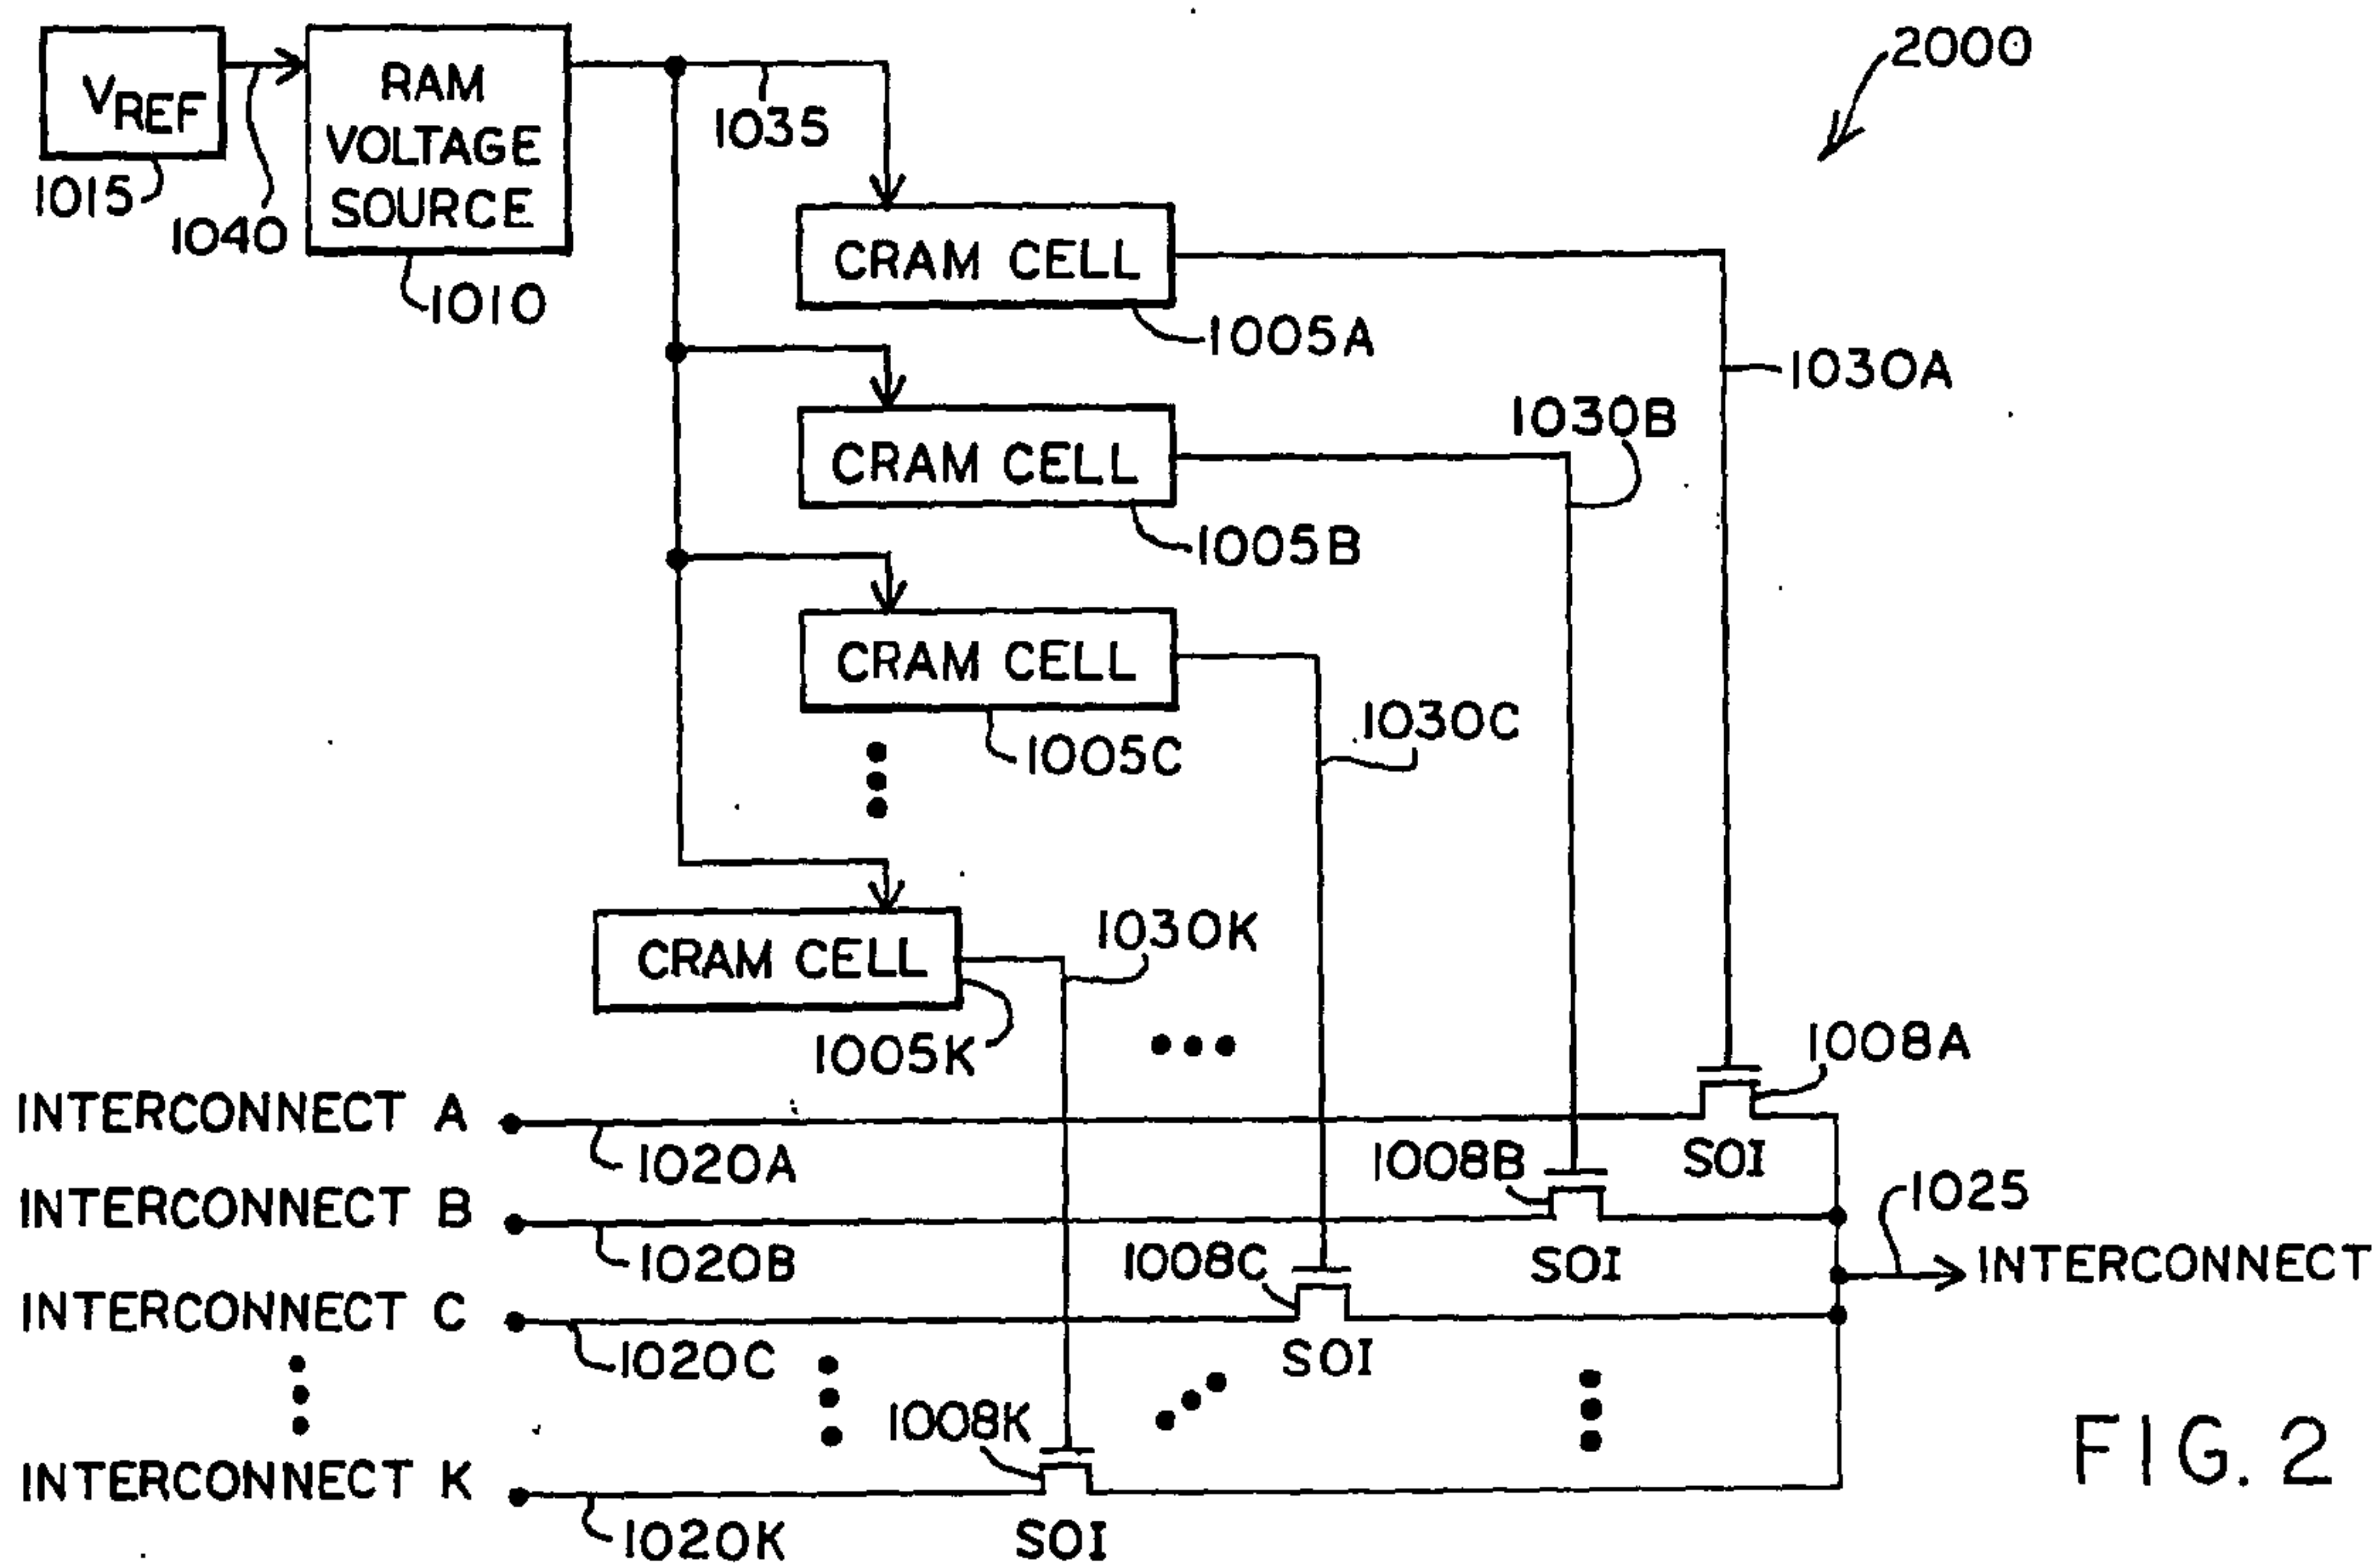 2000
VREF
RAM
VOLTAGE
SOURCE
1035
1015
1040
1010
CRAM CELL
1005A
1030A
1030B
CRAM CELL
1005B
CRAM CELL
1030C
1005C
1030K
CRAM CELL
1005K
1008A
INTERCONNECT A
1020A
1008B
SOI
INTERCONNECT B
1025
1020B
1008C
SOI
INTERCONNECT
INTERCONNECT C
1020C
SOI
1008K
FIG. 2
INTERCONNECT K
1020K
SOI